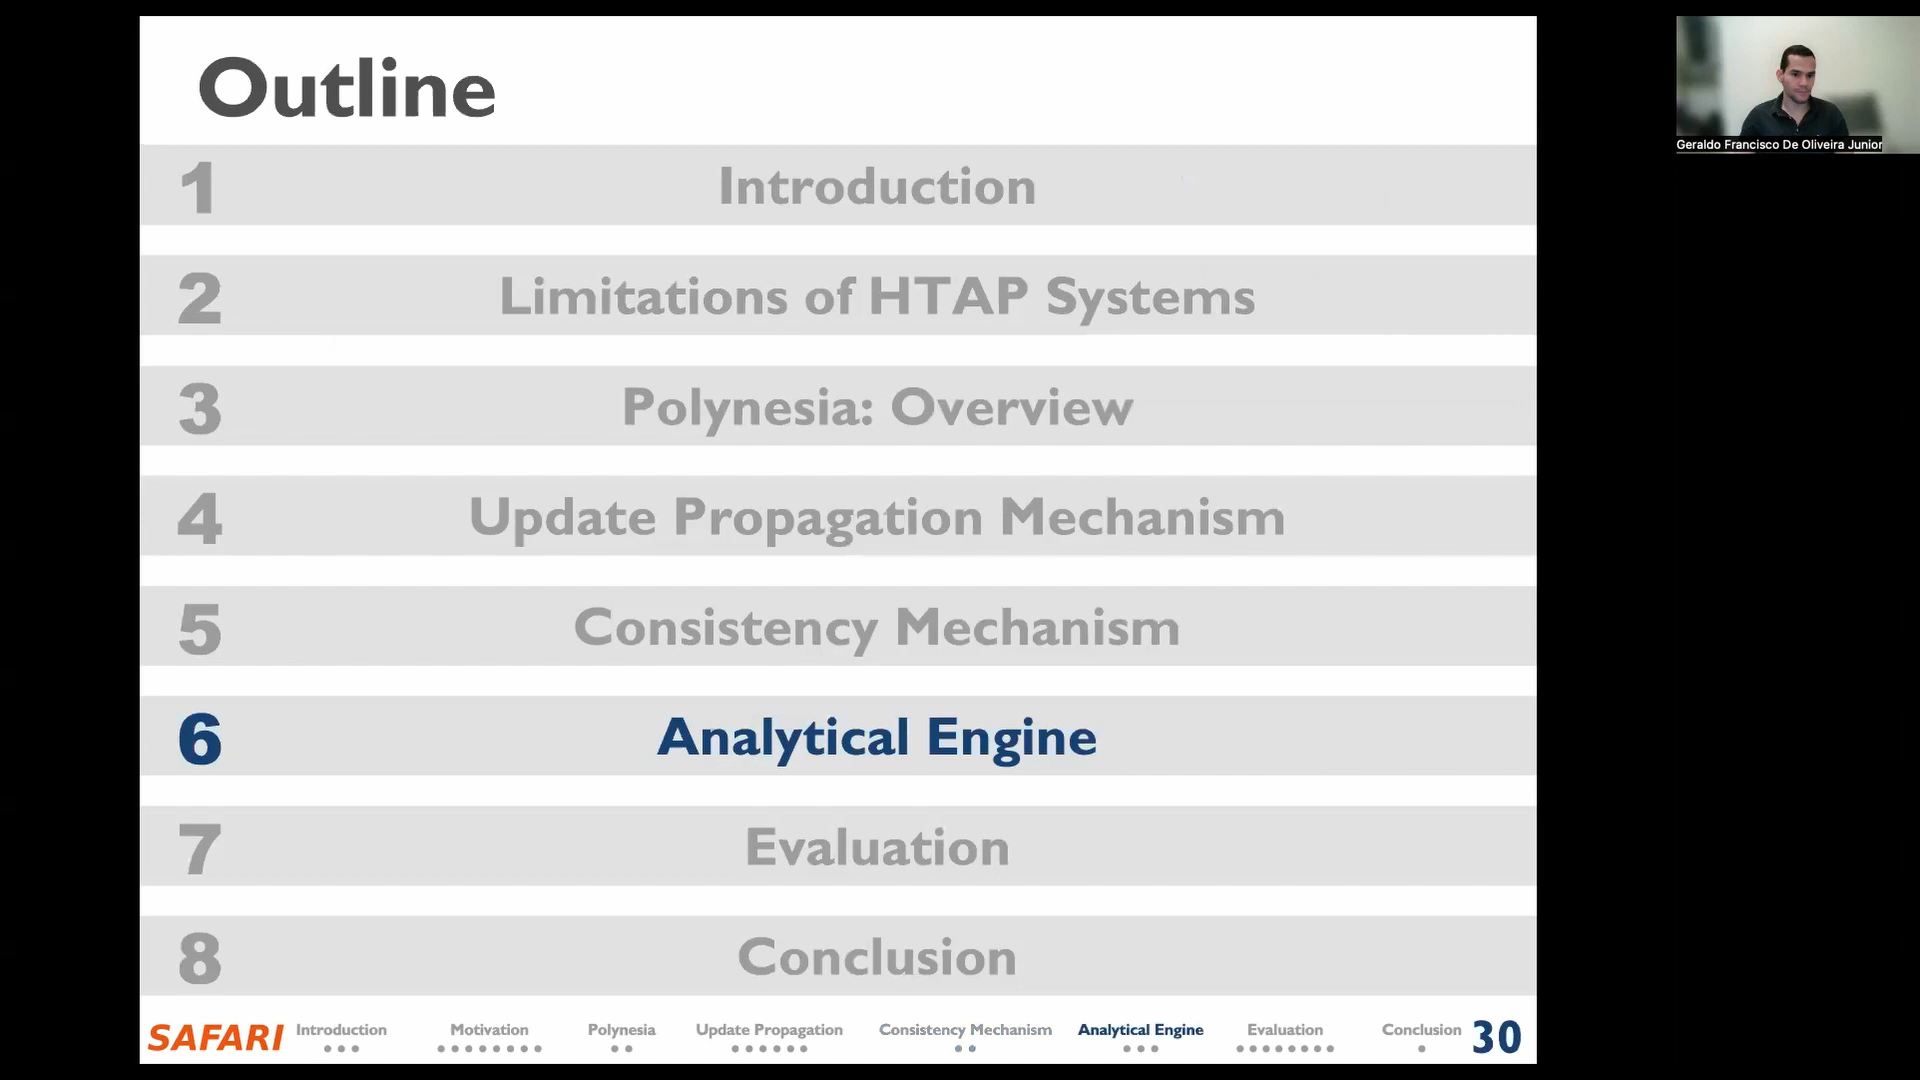 Outline
1 Introduction
2 Limitations of HTAP Systems
3 Polynesia: Overview
4 Update Propagation Mechanism
5 Consistency Mechanism
6 Analytical Engine
7 Evaluation
8 Conclusion
SAFARI Introduction Motivation Polynesia Update Propagation Consistency Mechanism Analytical Engine Evaluation Conclusion 30
Geraldo Francisco De Oliveira Junior